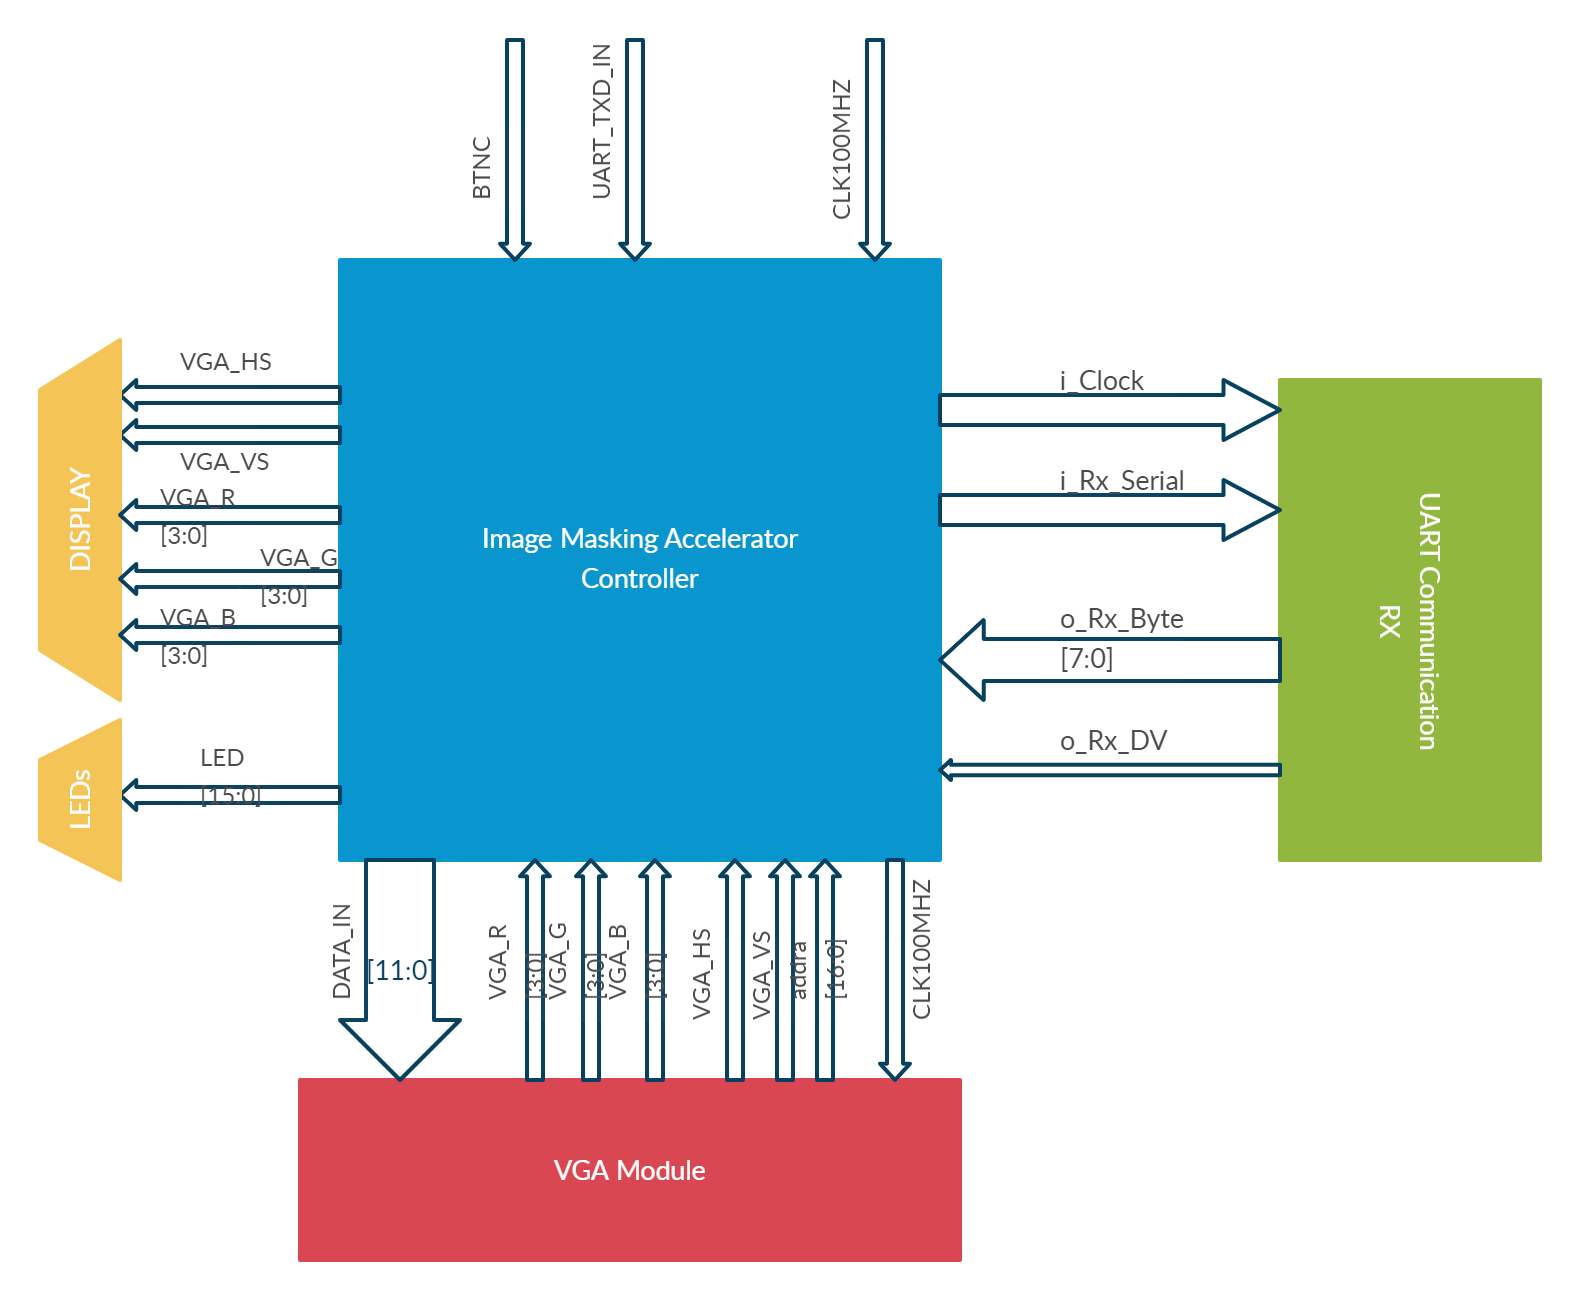 BTNC
UART_TXD_IN
CLK100MHZ
VGA_HS
VGA_VS
VGA_R
[3:0]
VGA_G
[3:0]
VGA_B
[3:0]
DISPLAY
LED
[15:0]
LEDs
Image Masking Accelerator
Controller
i_Clock
i_Rx_Serial
o_Rx_Byte
[7:0]
o_Rx_DV
UART Communication
RX
DATA_IN
[11:0]
VGA_R
[3:0]
VGA_G
[3:0]
VGA_B
[3:0]
VGA_HS
VGA_VS
addra
[16:0]
CLK100MHZ
VGA Module